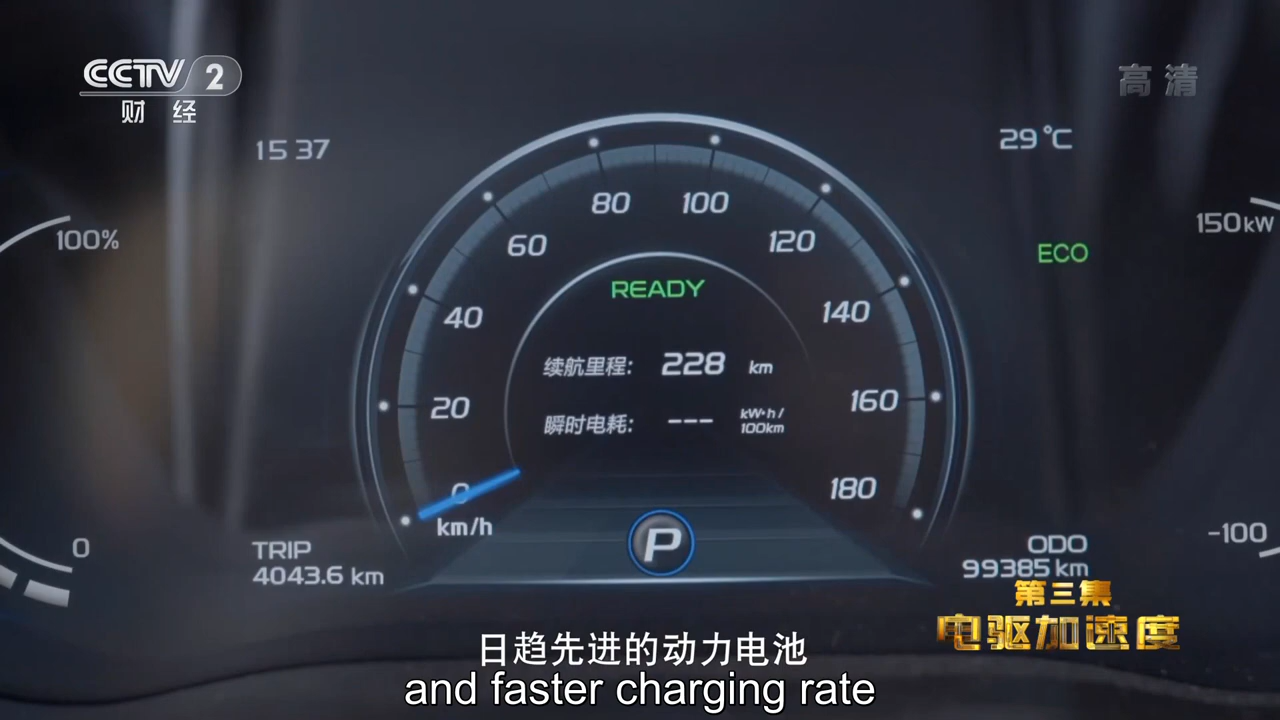 CCTV 2
财 经
高清
15 37
29°C
100%
150kW
80
100
60
120
ECO
READY
40
140
续航里程: 228 km
瞬时电耗: --- kW·h/100km
20
160
0
180
km/h
P
0
-100
TRIP
4043.6 km
ODO
99385 km
第三集
电驱加速度
日趋先进的动力电池
and faster charging rate